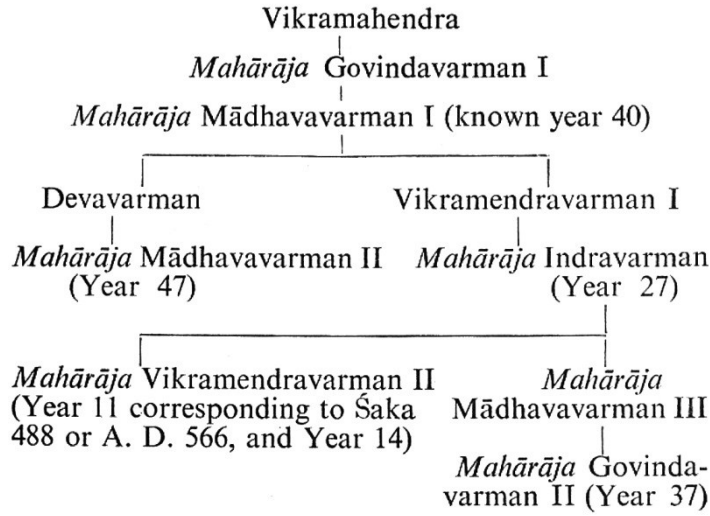 Vikramahendra
Mahārāja Govindavarman I
Mahārāja Mādhavavarman I (known year 40)
Devavarman
Vikramendravarman I
Mahārāja Mādhavavarman II
(Year 47)
Mahārāja Indravarman
(Year 27)
Mahārāja Vikramendravarman II
(Year 11 corresponding to Śaka
488 or A. D. 566, and Year 14)
Mahārāja
Mādhavavarman III
Mahārāja Govinda-
varman II (Year 37)